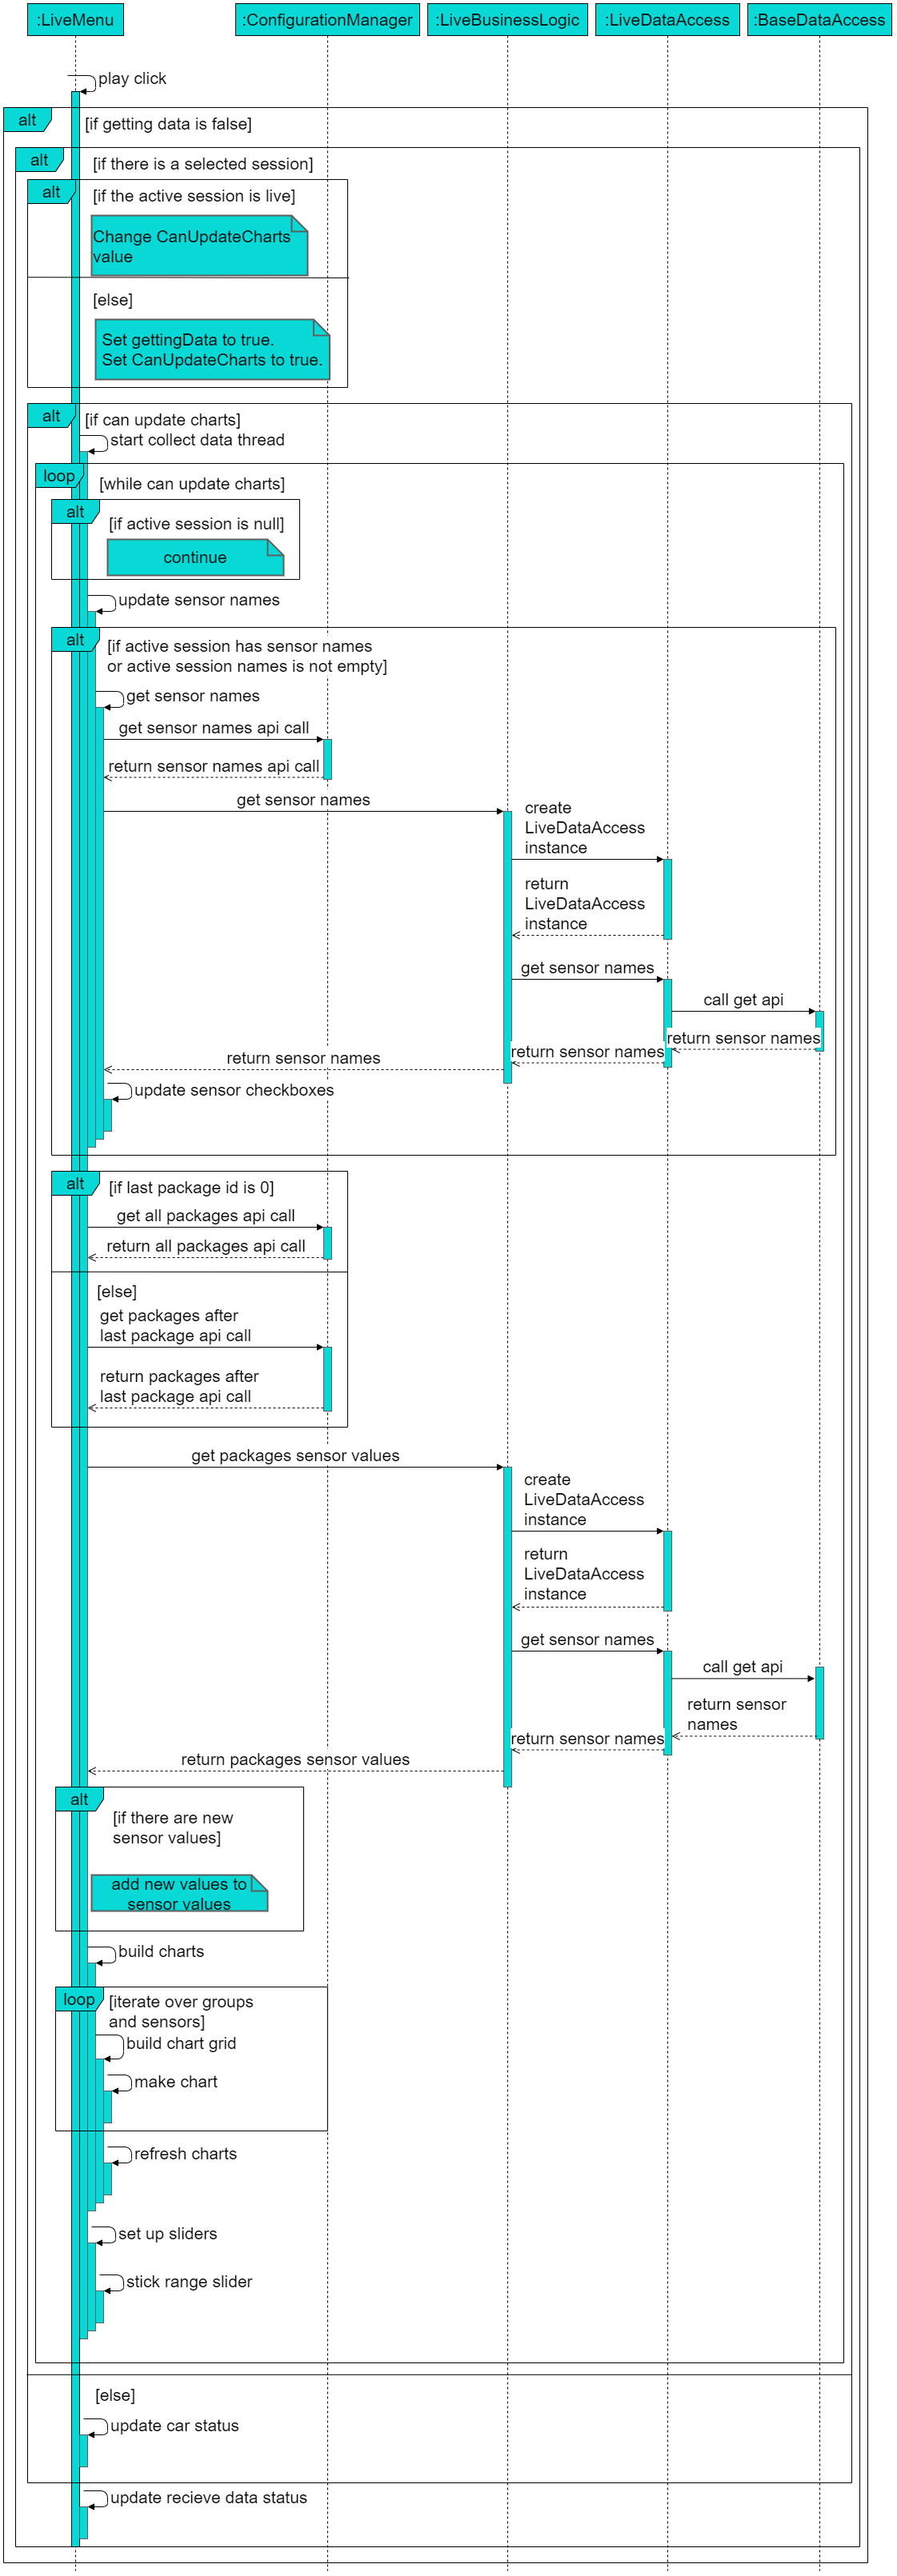 :LiveMenu
:ConfigurationManager
:LiveBusinessLogic
:LiveDataAccess
:BaseDataAccess
play click
alt
[if getting data is false]
alt
[if there is a selected session]
alt
[if the active session is live]
Change CanUpdateCharts
value
[else]
Set gettingData to true.
Set CanUpdateCharts to true.
alt
[if can update charts]
start collect data thread
loop
[while can update charts]
alt
[if active session is null]
continue
update sensor names
alt
[if active session has sensor names
or active session names is not empty]
get sensor names
get sensor names api call
return sensor names api call
get sensor names
create
LiveDataAccess
instance
return
LiveDataAccess
instance
get sensor names
call get api
return sensor names
return sensor names
return sensor names
update sensor checkboxes
alt
[if last package id is 0]
get all packages api call
return all packages api call
[else]
get packages after
last package api call
return packages after
last package api call
get packages sensor values
create
LiveDataAccess
instance
return
LiveDataAccess
instance
get sensor names
call get api
return sensor
names
return sensor names
return packages sensor values
alt
[if there are new
sensor values]
add new values to
sensor values
build charts
loop
[iterate over groups
and sensors]
build chart grid
make chart
refresh charts
set up sliders
stick range slider
[else]
update car status
update recieve data status